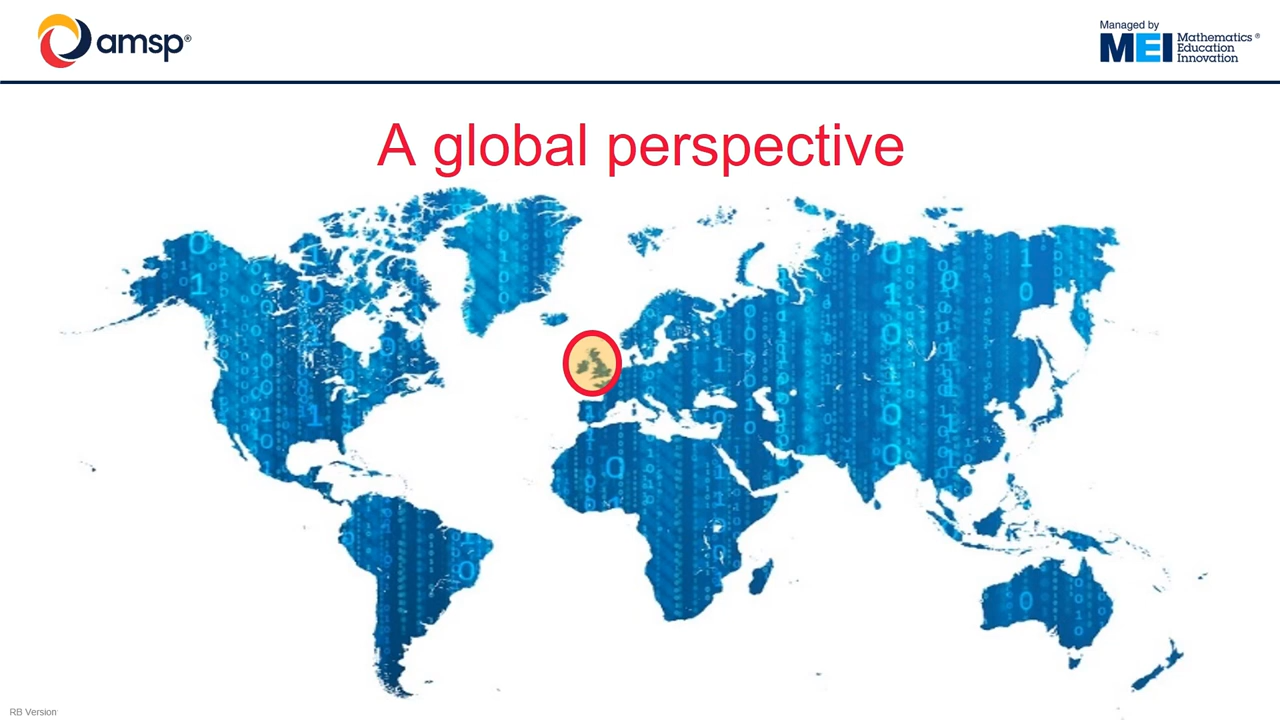 amsp®
Managed by
MEI Mathematics ®
Education
Innovation
A global perspective
RB Version